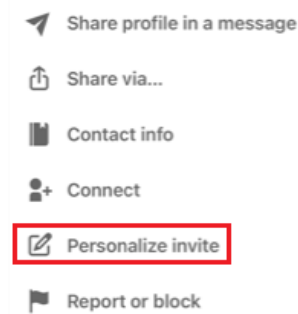 Share profile in a message
Share via...
Contact info
Connect
Personalize invite
Report or block